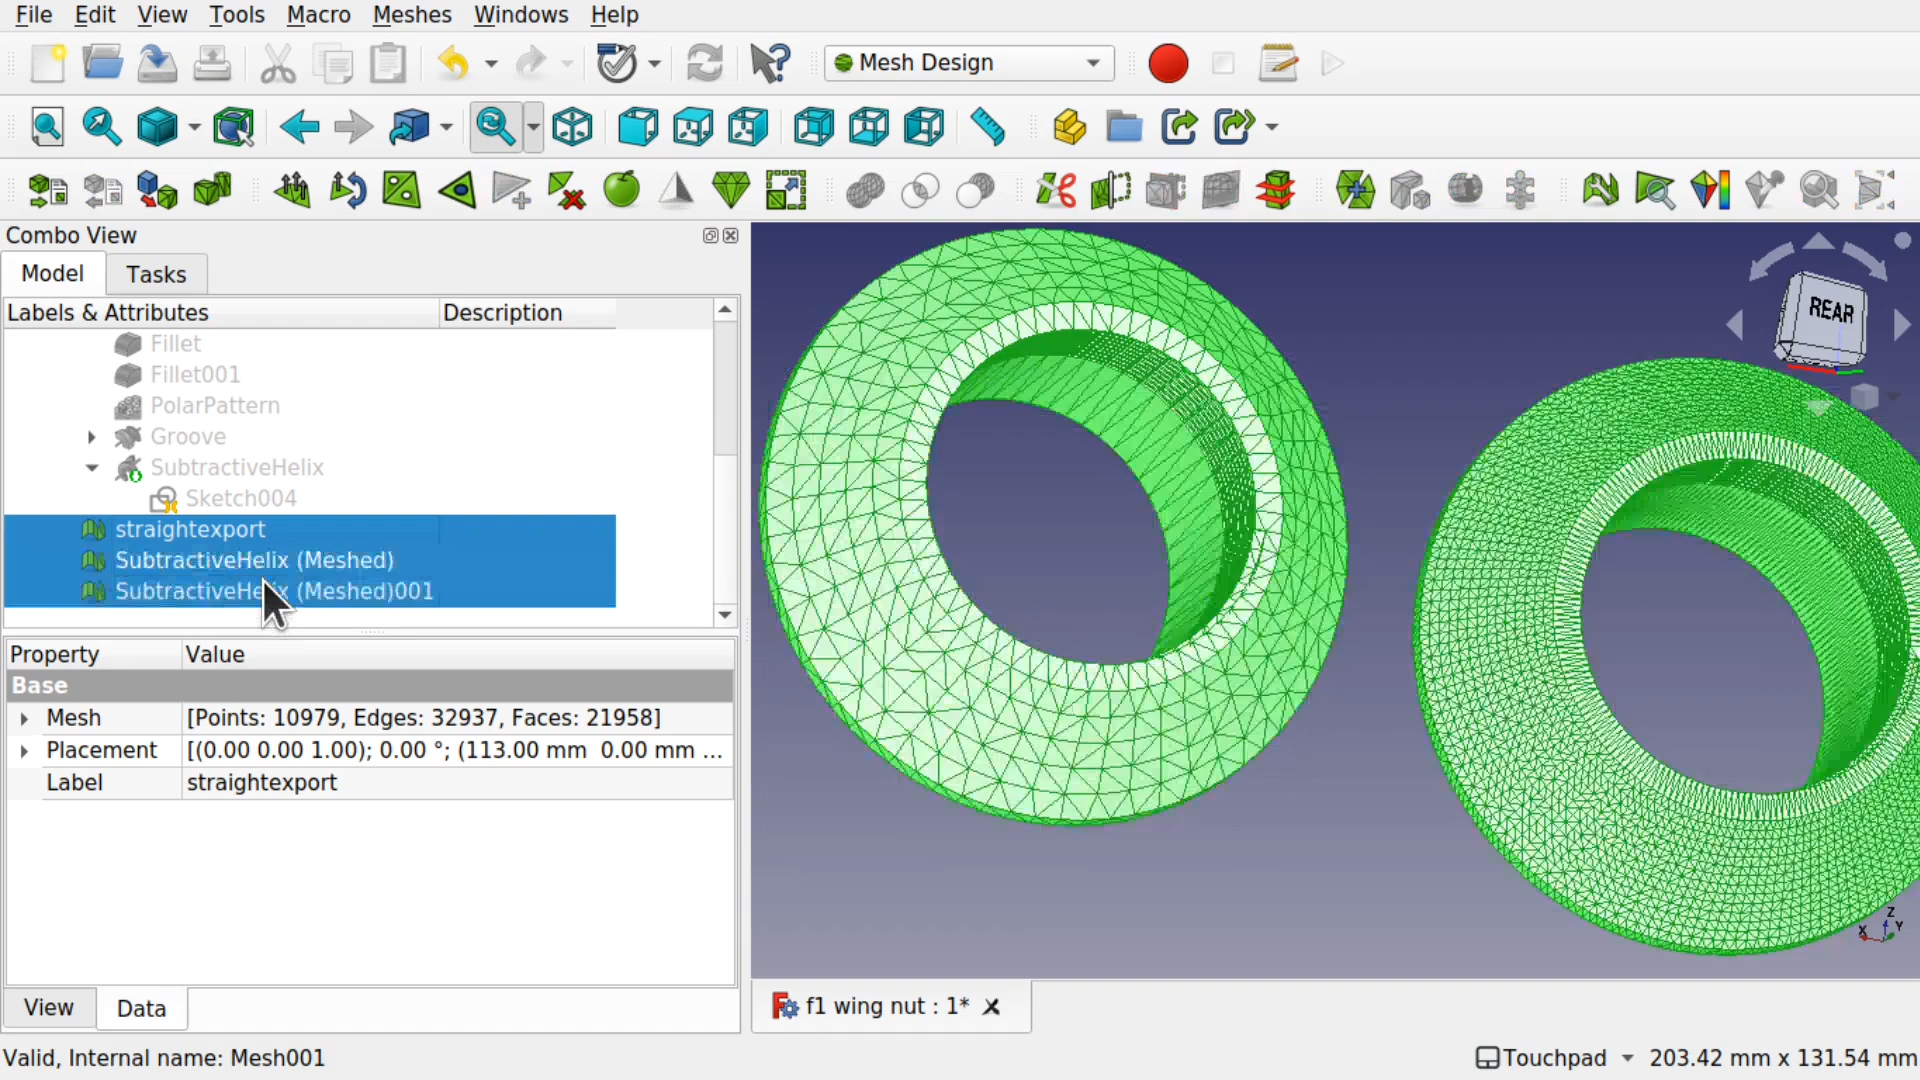 File Edit View Tools Macro Meshes Windows Help
Mesh Design
Combo View
Model Tasks
Labels & Attributes Description
Fillet
Fillet001
PolarPattern
Groove
SubtractiveHelix
Sketch004
straightexport
SubtractiveHelix (Meshed)
SubtractiveHelix (Meshed)001
Property Value
Base
Mesh [Points: 10979, Edges: 32937, Faces: 21958]
Placement [(0.00 0.00 1.00); 0.00 °; (113.00 mm 0.00 mm ...
Label straightexport
View Data
REAR
Z
X Y
f1 wing nut : 1*
Valid, Internal name: Mesh001
Touchpad 203.42 mm x 131.54 mm